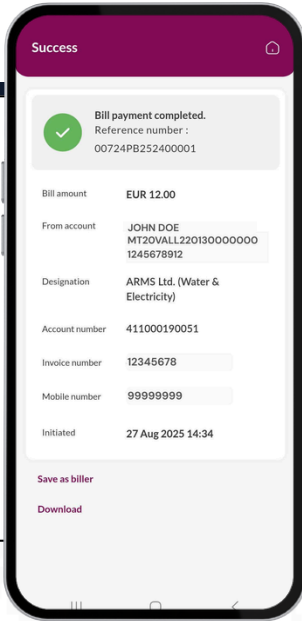 Success
Bill payment completed.
Reference number :
00724PB252400001
Bill amount EUR 12.00
From account JOHN DOE
MT20VALL220130000000
1245678912
Designation ARMS Ltd. (Water &
Electricity)
Account number 411000190051
Invoice number 12345678
Mobile number 99999999
Initiated 27 Aug 2025 14:34
Save as biller
Download